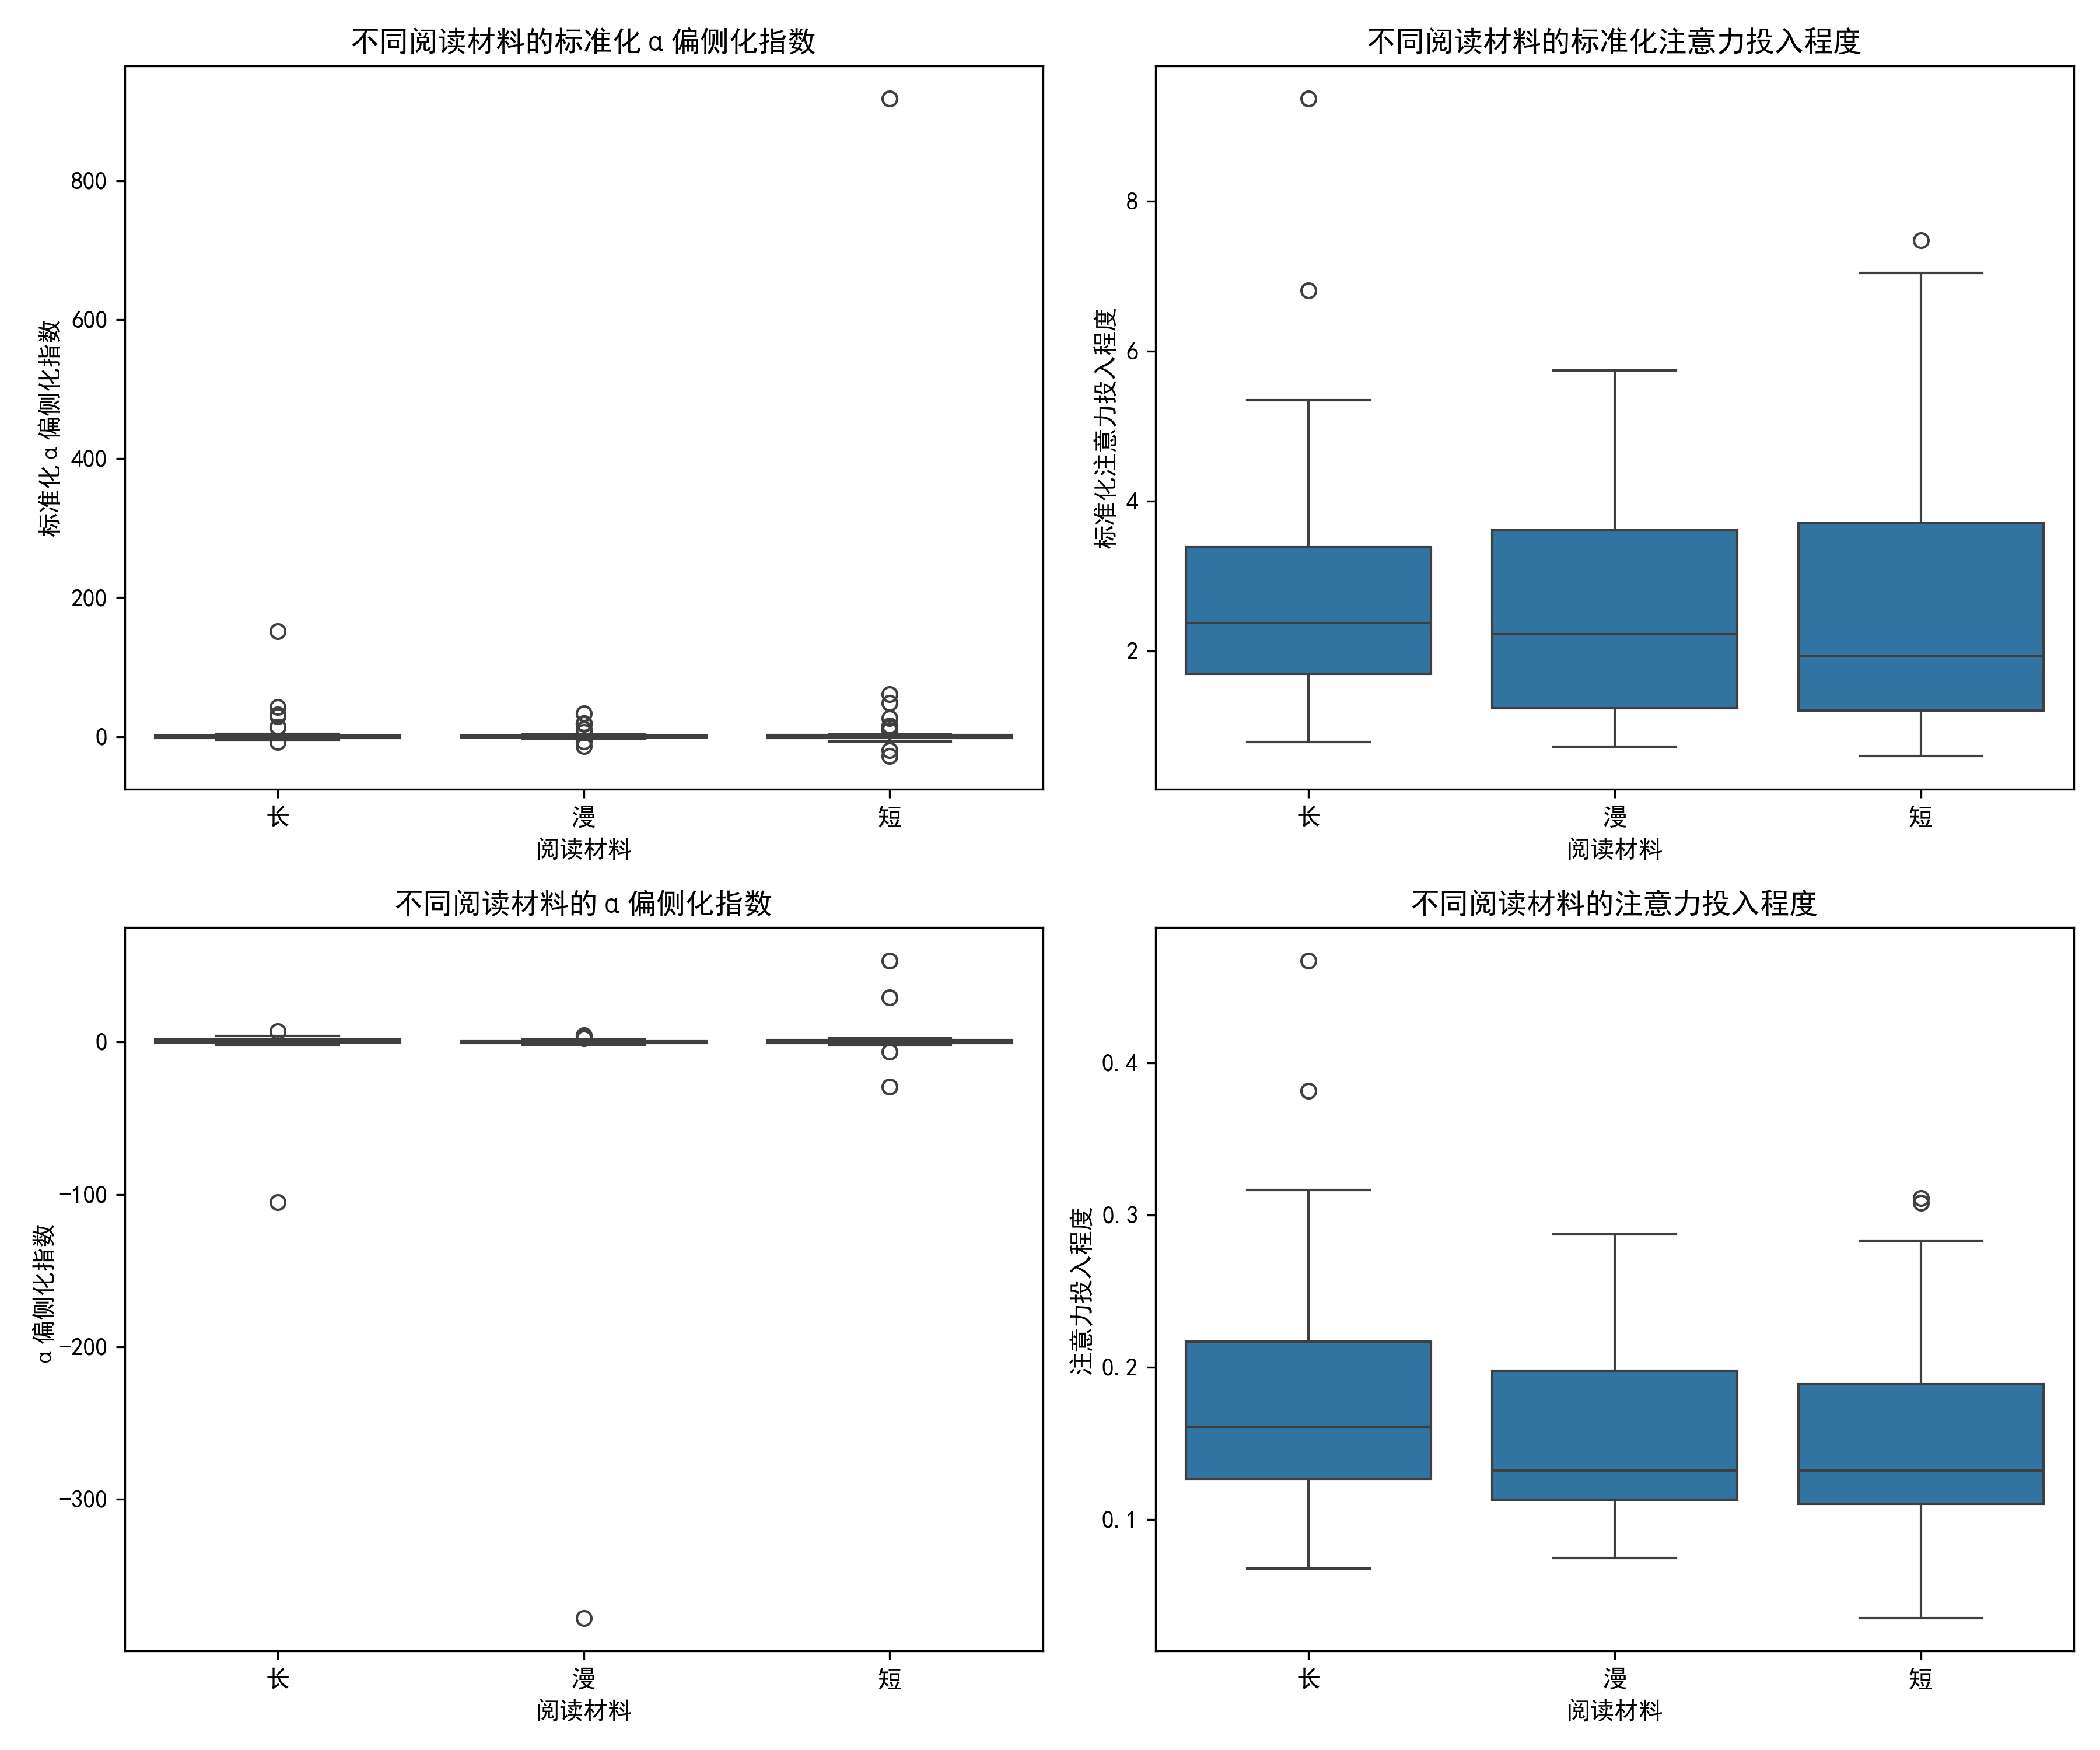 不同阅读材料的标准化 α 偏侧化指数
标准化 α 偏侧化指数
800
600
400
200
0
长 漫 短
阅读材料
不同阅读材料的标准化注意力投入程度
标准化注意力投入程度
8
6
4
2
长 漫 短
阅读材料
不同阅读材料的 α 偏侧化指数
α 偏侧化指数
0
−100
−200
−300
长 漫 短
阅读材料
不同阅读材料的注意力投入程度
注意力投入程度
0.4
0.3
0.2
0.1
长 漫 短
阅读材料